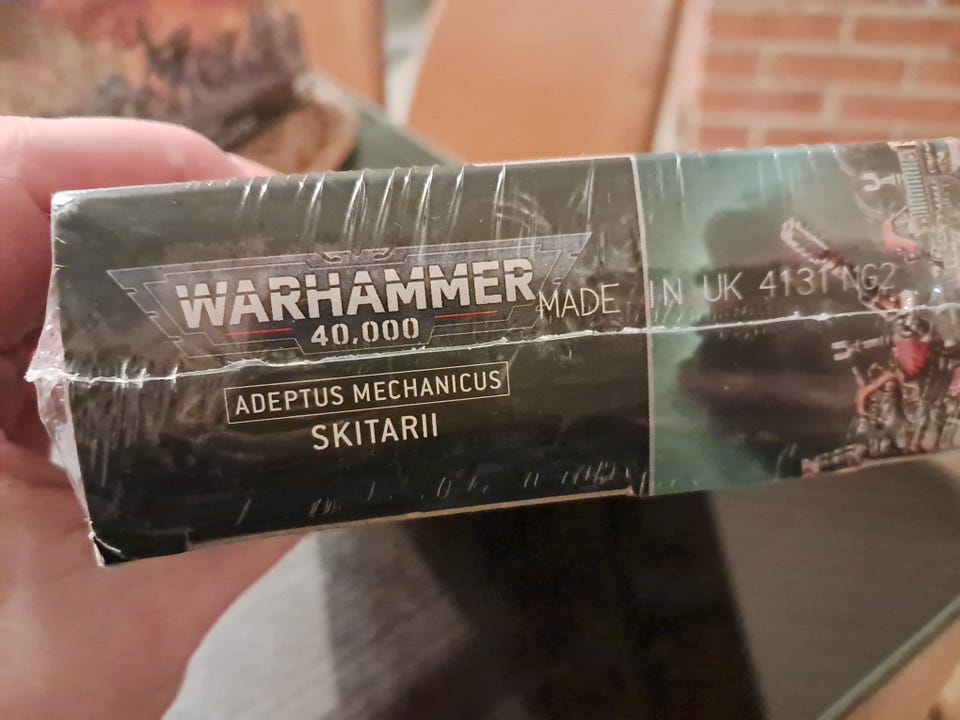 WARHAMMER
40,000
MADE IN UK 4131 NG2
ADEPTUS MECHANICUS
SKITARII